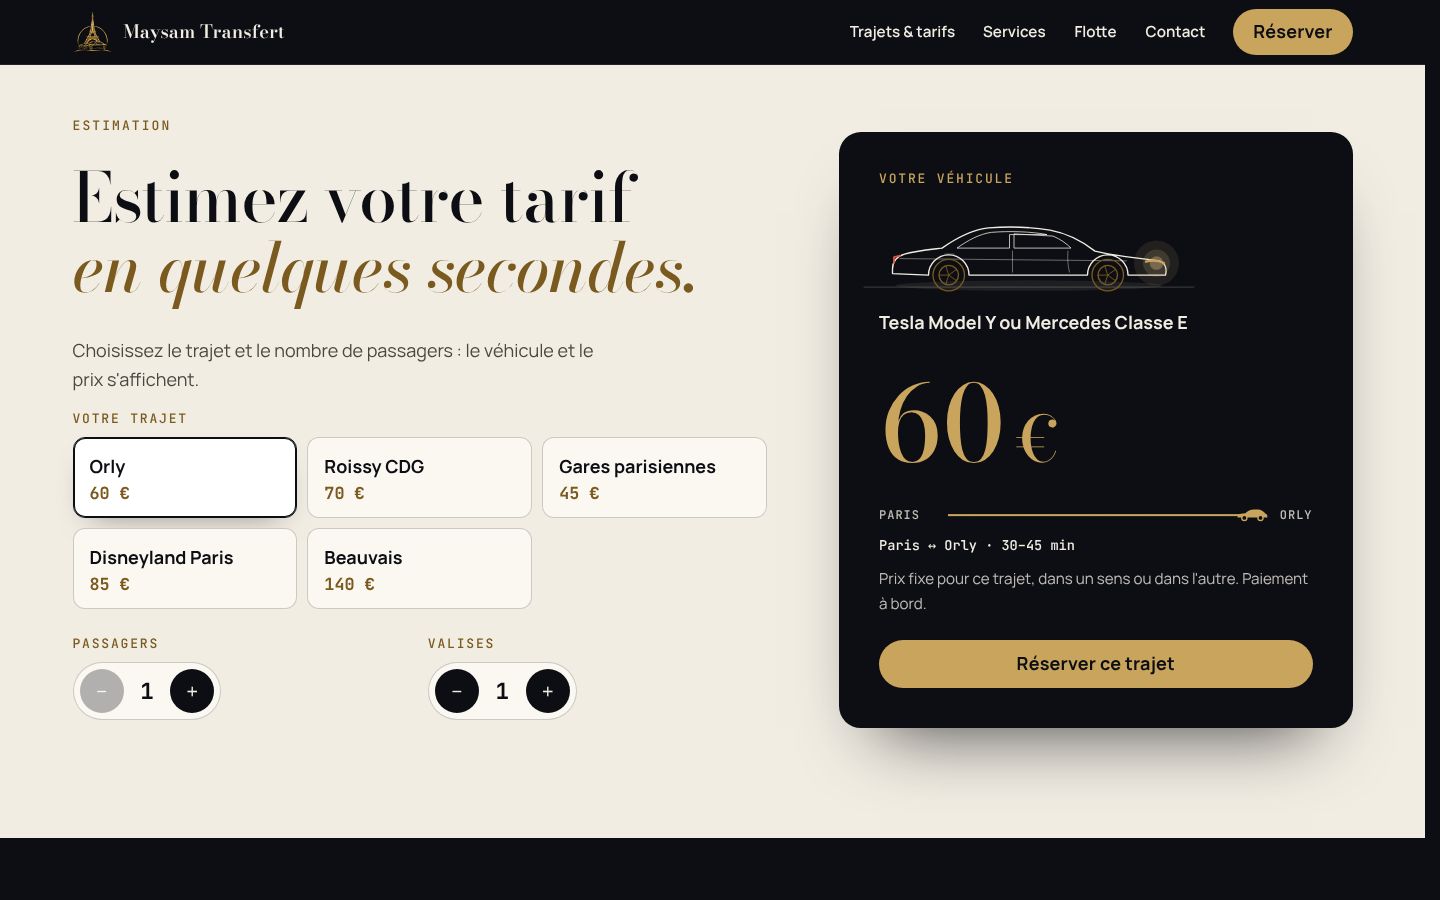 Maysam Transfert
Trajets & tarifs
Services
Flotte
Contact
Réserver
ESTIMATION
Estimez votre tarif
en quelques secondes.
Choisissez le trajet et le nombre de passagers : le véhicule et le
prix s'affichent.
VOTRE TRAJET
Orly
60 €
Roissy CDG
70 €
Gares parisiennes
45 €
Disneyland Paris
85 €
Beauvais
140 €
PASSAGERS
− 1 +
VALISES
− 1 +
VOTRE VÉHICULE
Tesla Model Y ou Mercedes Classe E
60 €
PARIS
ORLY
Paris ↔ Orly · 30–45 min
Prix fixe pour ce trajet, dans un sens ou dans l'autre. Paiement
à bord.
Réserver ce trajet